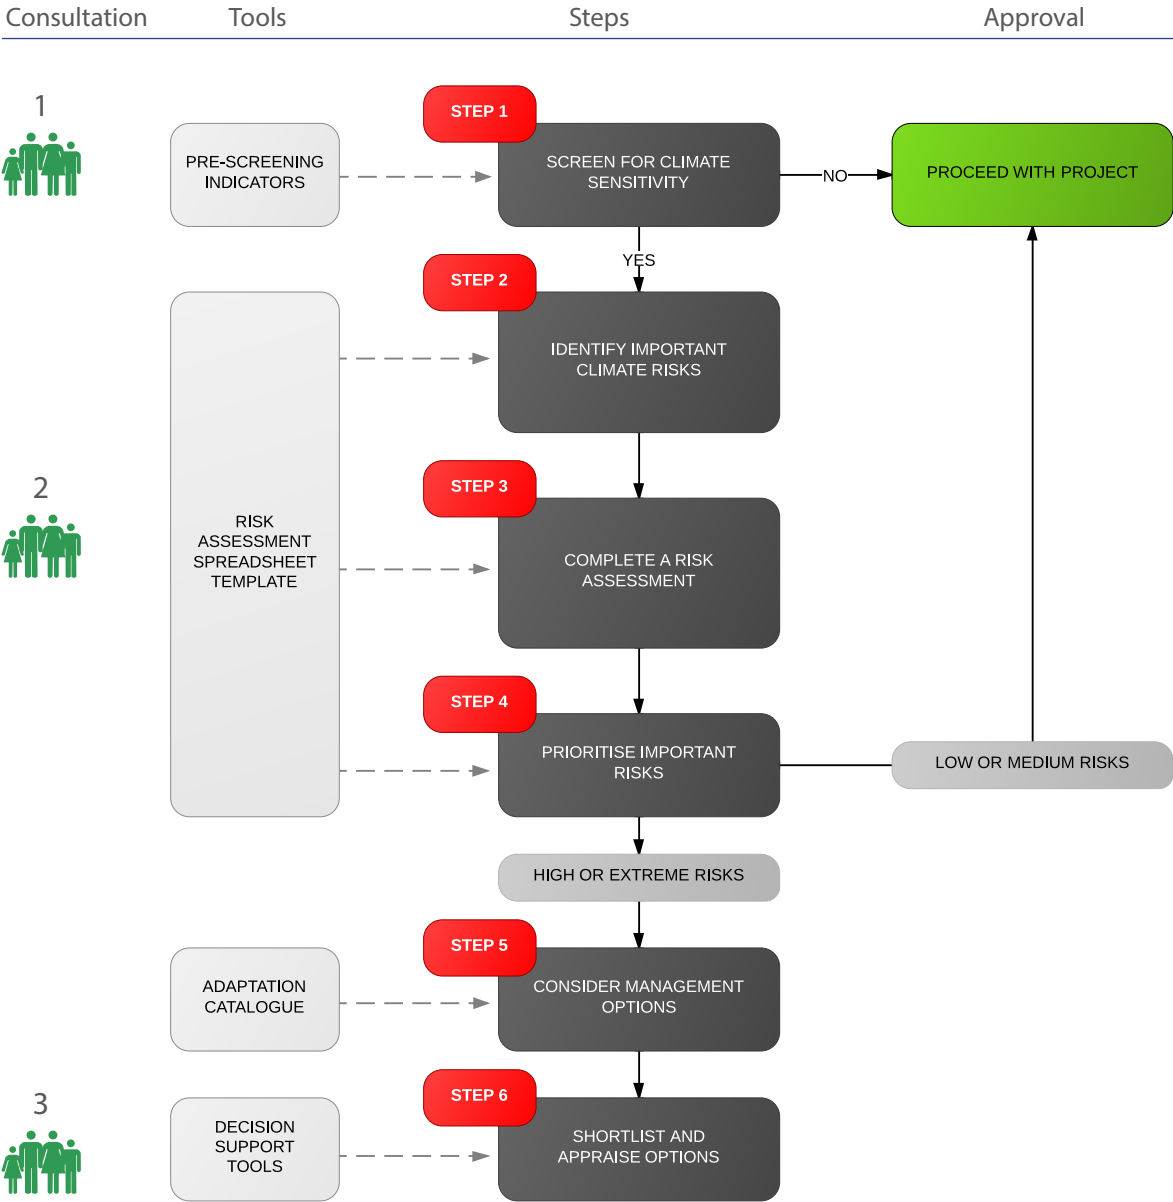 Consultation
Tools
Steps
Approval
1
STEP 1
PRE-SCREENING
INDICATORS
SCREEN FOR CLIMATE
SENSITIVITY
NO
PROCEED WITH PROJECT
YES
STEP 2
IDENTIFY IMPORTANT
CLIMATE RISKS
2
RISK
ASSESSMENT
SPREADSHEET
TEMPLATE
STEP 3
COMPLETE A RISK
ASSESSMENT
STEP 4
PRIORITISE IMPORTANT
RISKS
LOW OR MEDIUM RISKS
HIGH OR EXTREME RISKS
STEP 5
ADAPTATION
CATALOGUE
CONSIDER MANAGEMENT
OPTIONS
3
STEP 6
DECISION
SUPPORT
TOOLS
SHORTLIST AND
APPRAISE OPTIONS